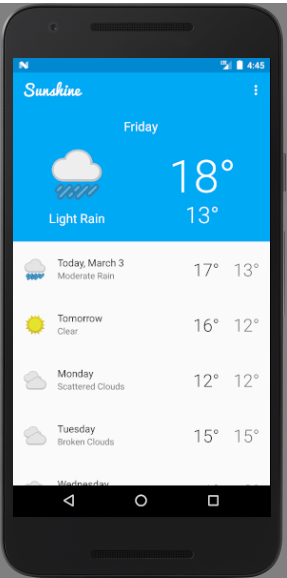 4:45
Sunshine
Friday
18°
Light Rain
13°
Today, March 3
17° 13°
Moderate Rain
Tomorrow
16° 12°
Clear
Monday
12° 12°
Scattered Clouds
Tuesday
15° 15°
Broken Clouds
Wednesday